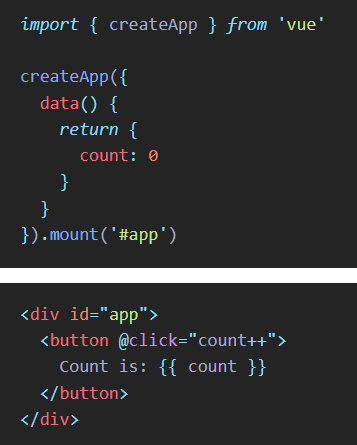 import { createApp } from 'vue'

createApp({
  data() {
    return {
      count: 0
    }
  }
}).mount('#app')

<div id="app">
  <button @click="count++">
    Count is: {{ count }}
  </button>
</div>